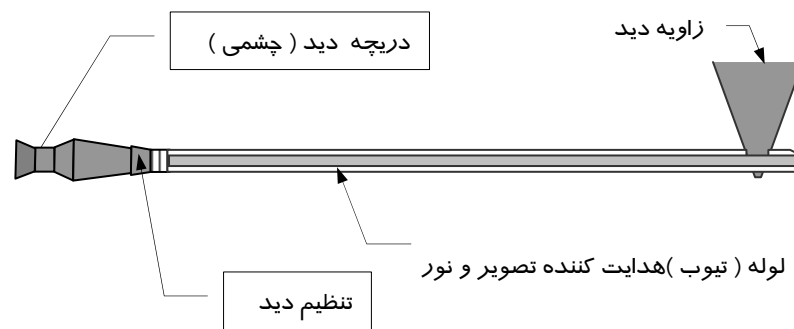 زاویه دید
دریچه دید ( چشمی )
لوله ( تیوب )هدایت کننده تصویر و نور
تنظیم دید